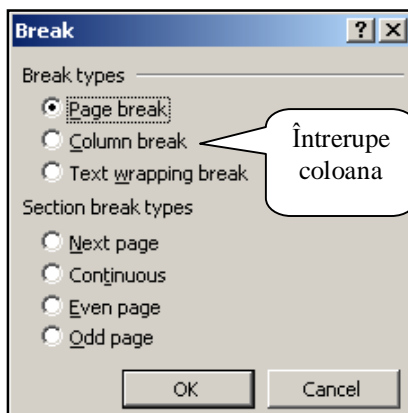 Break
Break types
Page break
Column break
Text wrapping break
Întrerupe
coloana
Section break types
Next page
Continuous
Even page
Odd page
OK
Cancel